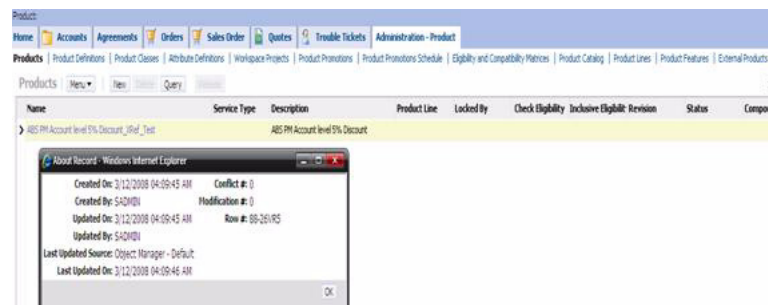 Product:
Home Accounts Agreements Orders Sales Order Quotes Trouble Tickets Administration - Product
Products | Product Definitions | Product Classes | Attribute Definitions | Workspace Projects | Product Promotions | Product Promotions Schedule | Eligibility and Compatibility Matrices | Product Catalog | Product Lines | Product Features | External Products
Products Menu New Delete Query
Name Service Type Description Product Line Locked By Check Eligibility Inclusive Eligibilit Revision Status Compo
ABS PM Account level 5% Discount_XRef_Test ABS PM Account level 5% Discount
About Record - Windows Internet Explorer
Created On: 3/12/2008 04:09:45 AM Conflict #: 0
Created By: SADMIN Modification #: 0
Updated On: 3/12/2008 04:09:45 AM Row #: 88-26VR5
Updated By: SADMIN
Last Updated Source: Object Manager - Default
Last Updated On: 3/12/2008 04:09:46 AM
OK